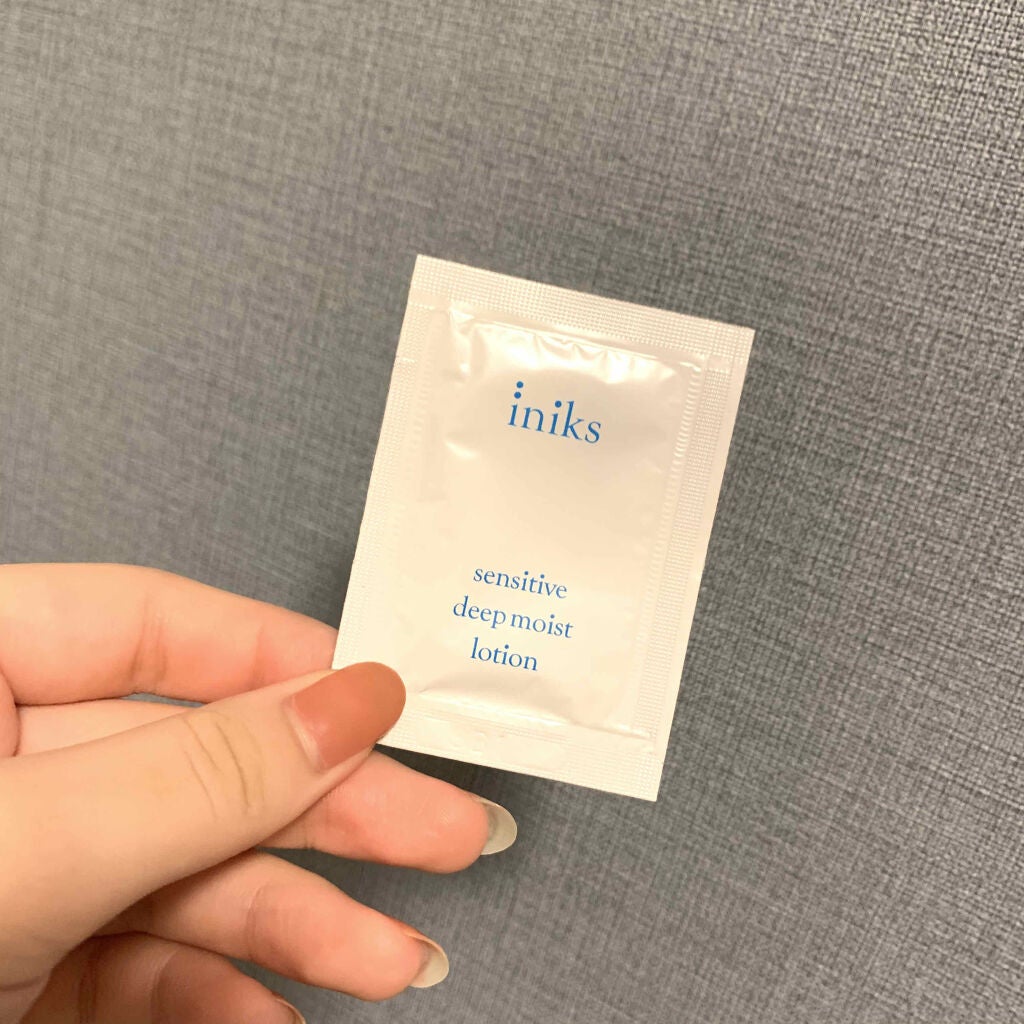 iniks
sensitive
deep moist
lotion